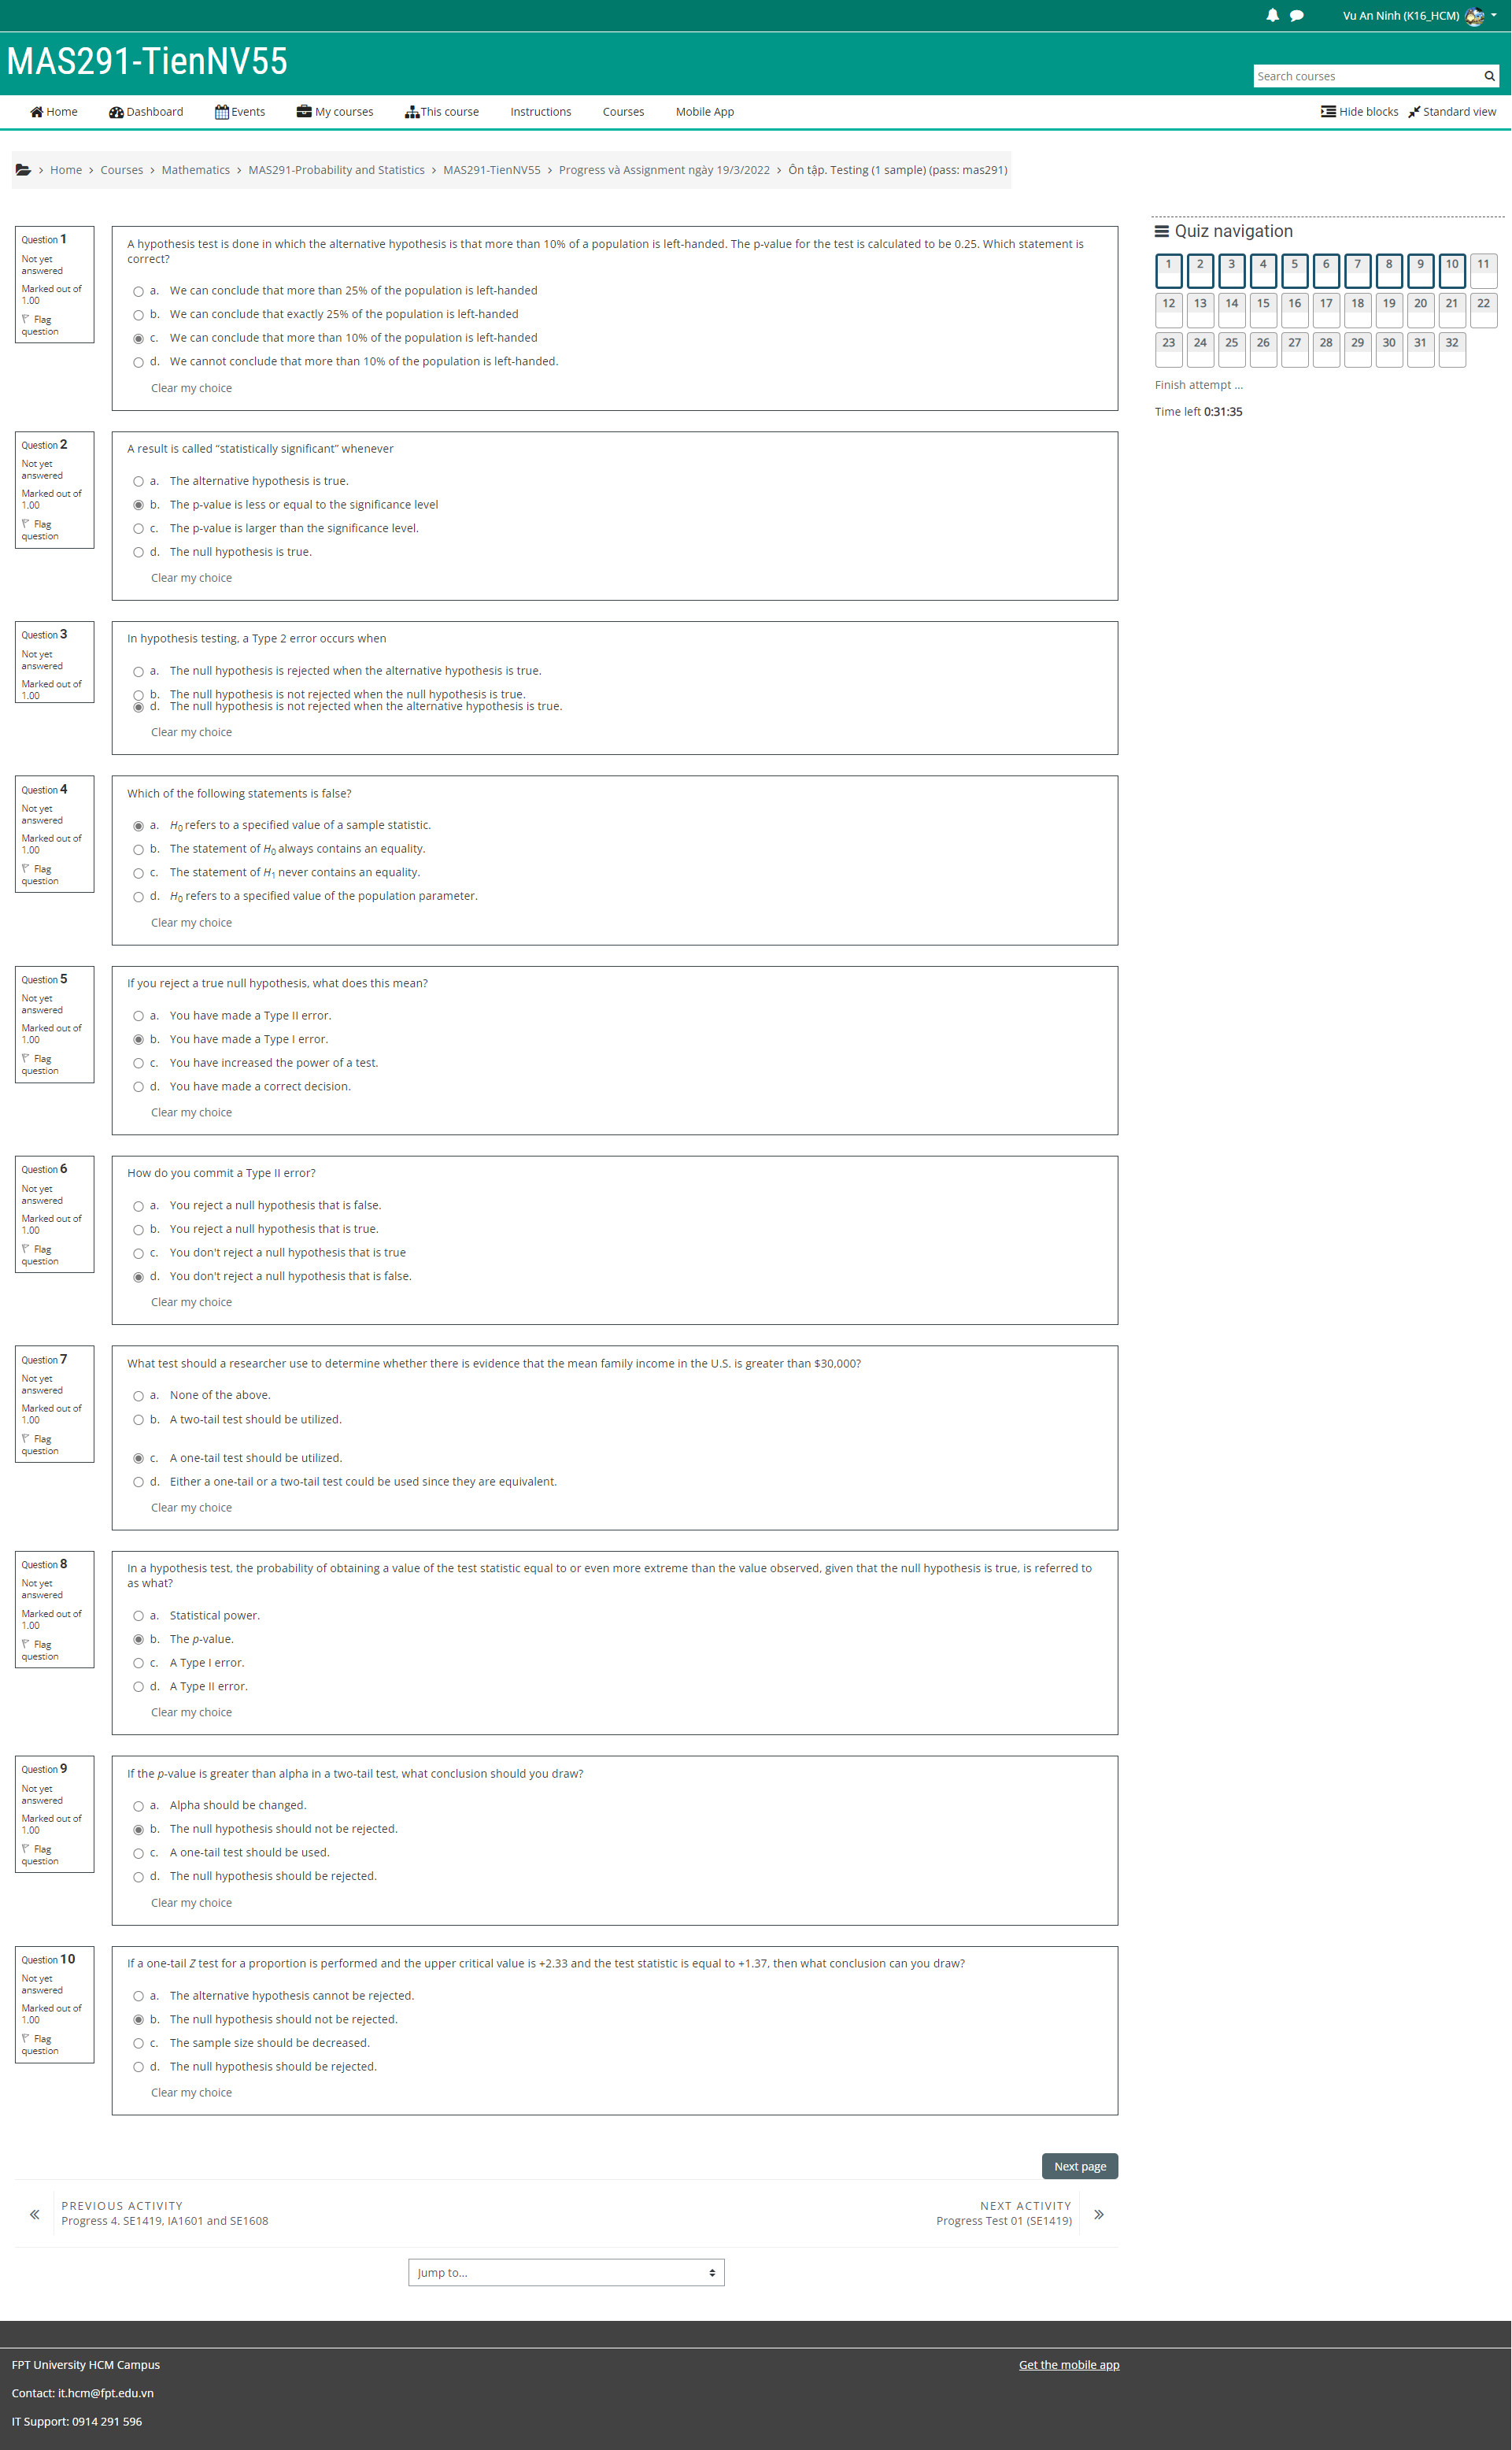 Vu An Ninh (K16_HCM)
MAS291-TienNV55
Search courses
Home Dashboard Events My courses This course Instructions Courses Mobile App Hide blocks Standard view
Home › Courses › Mathematics › MAS291-Probability and Statistics › MAS291-TienNV55 › Progress và Assignment ngày 19/3/2022 › Ôn tập. Testing (1 sample) (pass: mas291)
Question 1
Not yet
answered
Marked out of
1.00
Flag
question
A hypothesis test is done in which the alternative hypothesis is that more than 10% of a population is left-handed. The p-value for the test is calculated to be 0.25. Which statement is
correct?
a. We can conclude that more than 25% of the population is left-handed
b. We can conclude that exactly 25% of the population is left-handed
c. We can conclude that more than 10% of the population is left-handed
d. We cannot conclude that more than 10% of the population is left-handed.
Clear my choice
Question 2
Not yet
answered
Marked out of
1.00
Flag
question
A result is called “statistically significant” whenever
a. The alternative hypothesis is true.
b. The p-value is less or equal to the significance level
c. The p-value is larger than the significance level.
d. The null hypothesis is true.
Clear my choice
Question 3
Not yet
answered
Marked out of
1.00
In hypothesis testing, a Type 2 error occurs when
a. The null hypothesis is rejected when the alternative hypothesis is true.
b. The null hypothesis is not rejected when the null hypothesis is true.
d. The null hypothesis is not rejected when the alternative hypothesis is true.
Clear my choice
Question 4
Not yet
answered
Marked out of
1.00
Flag
question
Which of the following statements is false?
a. H0 refers to a specified value of a sample statistic.
b. The statement of H0 always contains an equality.
c. The statement of H1 never contains an equality.
d. H0 refers to a specified value of the population parameter.
Clear my choice
Question 5
Not yet
answered
Marked out of
1.00
Flag
question
If you reject a true null hypothesis, what does this mean?
a. You have made a Type II error.
b. You have made a Type I error.
c. You have increased the power of a test.
d. You have made a correct decision.
Clear my choice
Question 6
Not yet
answered
Marked out of
1.00
Flag
question
How do you commit a Type II error?
a. You reject a null hypothesis that is false.
b. You reject a null hypothesis that is true.
c. You don't reject a null hypothesis that is true
d. You don't reject a null hypothesis that is false.
Clear my choice
Question 7
Not yet
answered
Marked out of
1.00
Flag
question
What test should a researcher use to determine whether there is evidence that the mean family income in the U.S. is greater than $30,000?
a. None of the above.
b. A two-tail test should be utilized.
c. A one-tail test should be utilized.
d. Either a one-tail or a two-tail test could be used since they are equivalent.
Clear my choice
Question 8
Not yet
answered
Marked out of
1.00
Flag
question
In a hypothesis test, the probability of obtaining a value of the test statistic equal to or even more extreme than the value observed, given that the null hypothesis is true, is referred to
as what?
a. Statistical power.
b. The p-value.
c. A Type I error.
d. A Type II error.
Clear my choice
Question 9
Not yet
answered
Marked out of
1.00
Flag
question
If the p-value is greater than alpha in a two-tail test, what conclusion should you draw?
a. Alpha should be changed.
b. The null hypothesis should not be rejected.
c. A one-tail test should be used.
d. The null hypothesis should be rejected.
Clear my choice
Question 10
Not yet
answered
Marked out of
1.00
Flag
question
If a one-tail Z test for a proportion is performed and the upper critical value is +2.33 and the test statistic is equal to +1.37, then what conclusion can you draw?
a. The alternative hypothesis cannot be rejected.
b. The null hypothesis should not be rejected.
c. The sample size should be decreased.
d. The null hypothesis should be rejected.
Clear my choice
Quiz navigation
1 2 3 4 5 6 7 8 9 10 11
12 13 14 15 16 17 18 19 20 21 22
23 24 25 26 27 28 29 30 31 32
Finish attempt ...
Time left 0:31:35
Next page
PREVIOUS ACTIVITY
Progress 4. SE1419, IA1601 and SE1608
NEXT ACTIVITY
Progress Test 01 (SE1419)
Jump to...
FPT University HCM Campus
Get the mobile app
Contact: it.hcm@fpt.edu.vn
IT Support: 0914 291 596